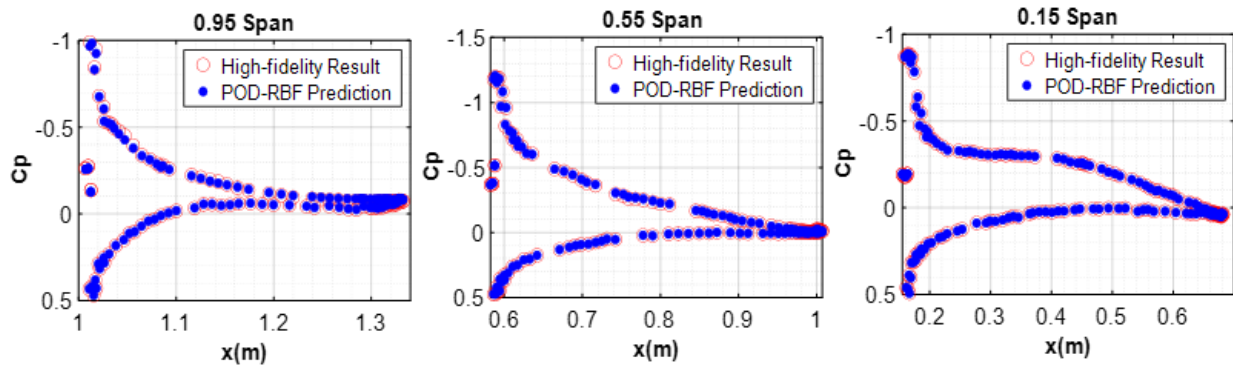 0.95 Span
-1
-0.5
0
0.5
Cp
1
1.1
1.2
1.3
x(m)
High-fidelity Result
POD-RBF Prediction
0.55 Span
-1.5
-1
-0.5
0
0.5
Cp
0.6
0.7
0.8
0.9
1
x(m)
High-fidelity Result
POD-RBF Prediction
0.15 Span
-1
-0.5
0
0.5
Cp
0.2
0.3
0.4
0.5
0.6
x(m)
High-fidelity Result
POD-RBF Prediction